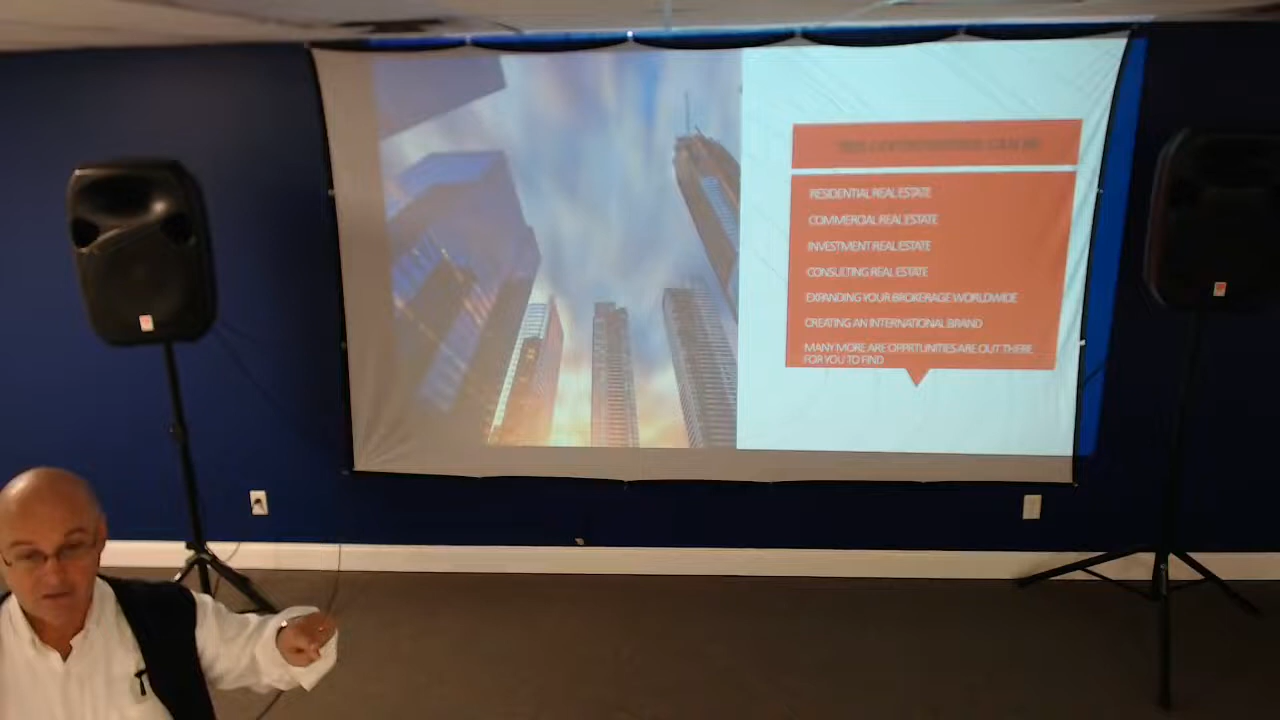 RESIDENTIAL REAL ESTATE
COMMERCIAL REAL ESTATE
INVESTMENT REAL ESTATE
CONSULTING REAL ESTATE
EXPANDING YOUR BROKERAGE WORLDWIDE
CREATING AN INTERNATIONAL BRAND
MANY MORE ARE OPPRTUNITIES ARE OUT THERE
FOR YOU TO FIND